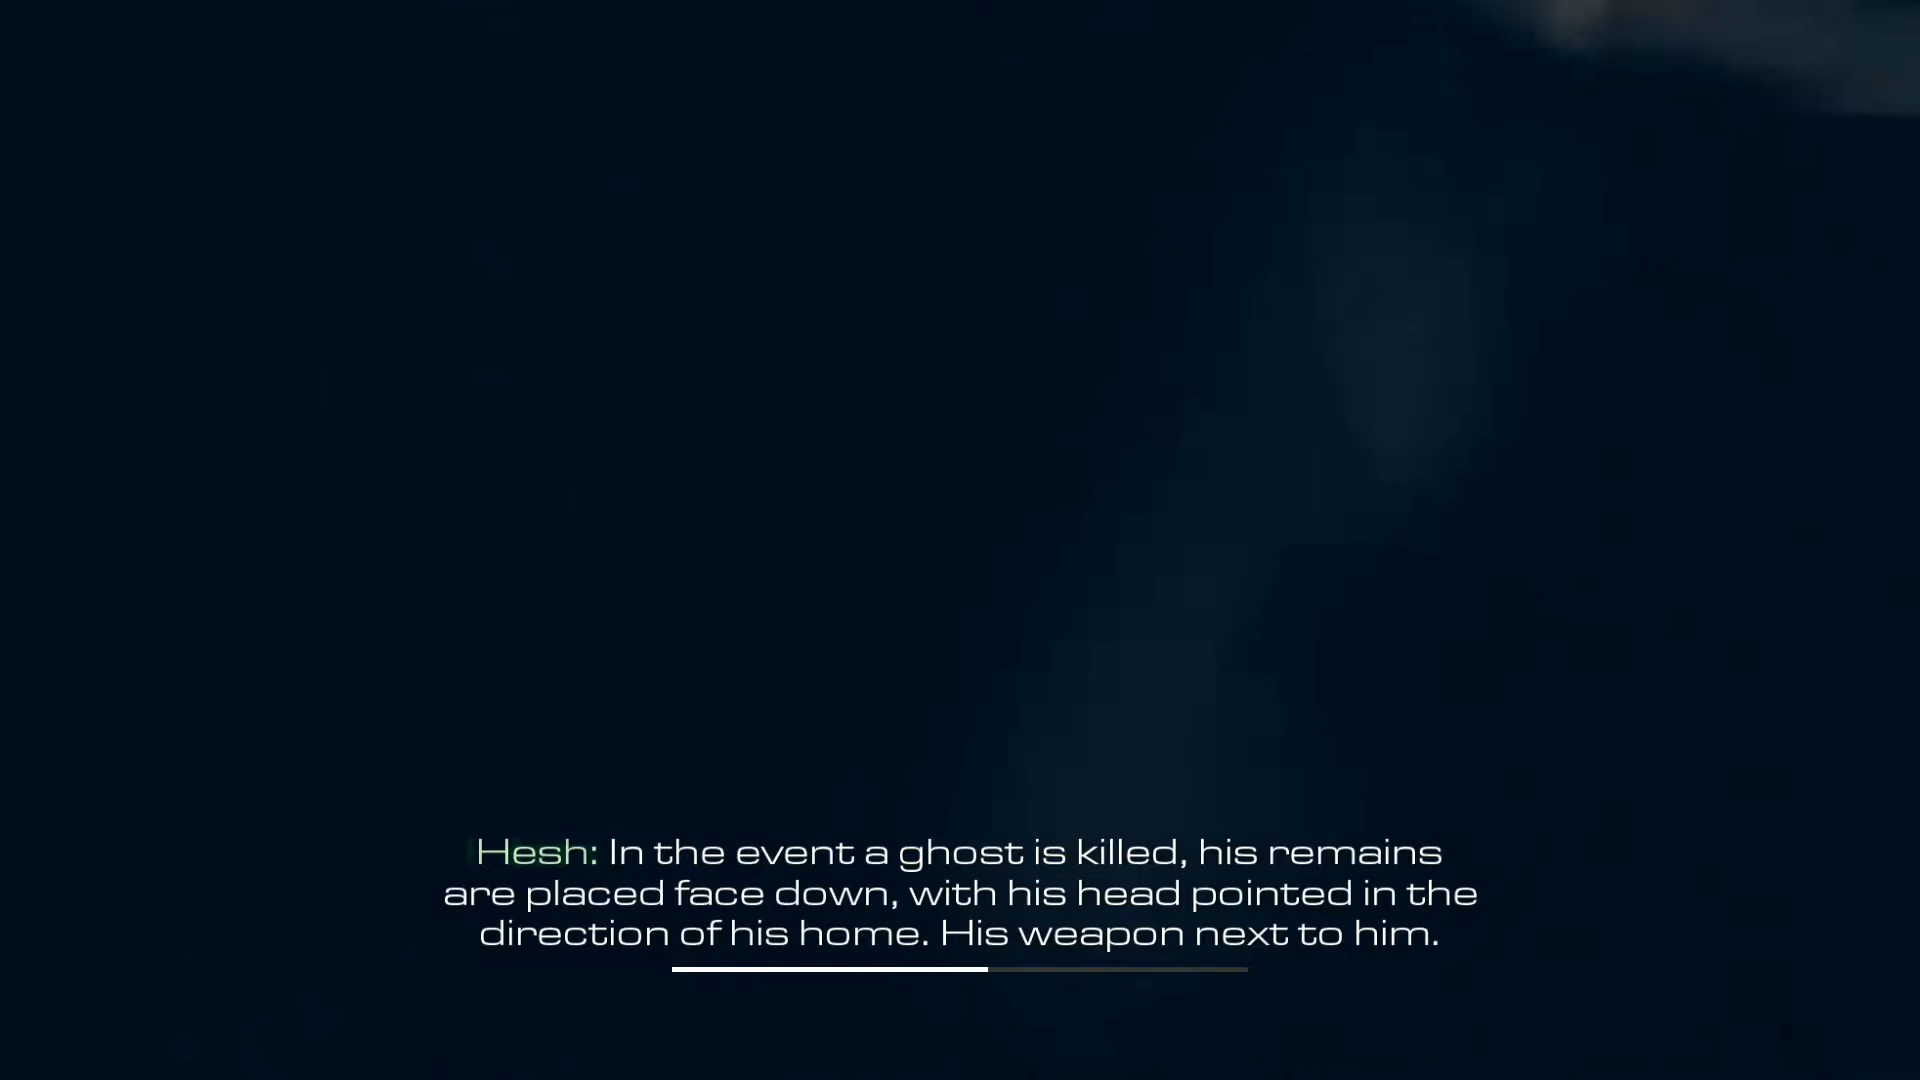 Hesh: In the event a ghost is killed, his remains
are placed face down, with his head pointed in the
direction of his home. His weapon next to him.